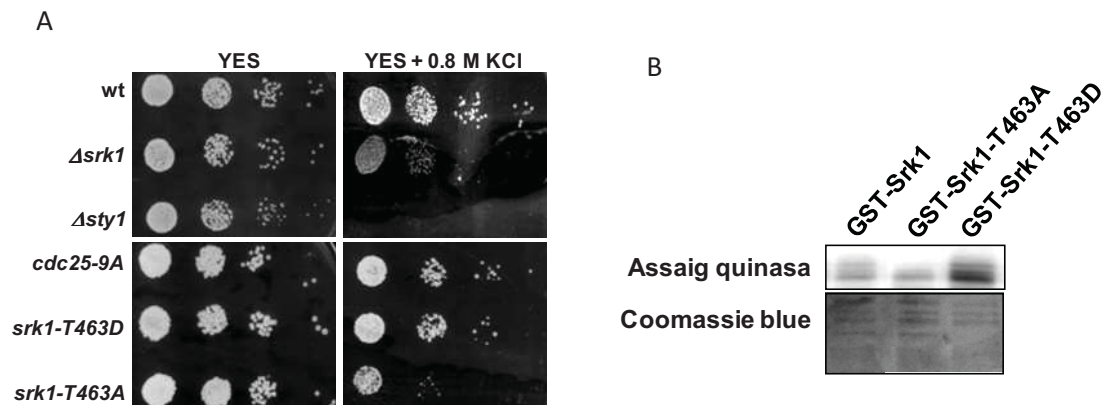 A
YES
YES + 0.8 M KCl
wt
Δsrk1
Δsty1
cdc25-9A
srk1-T463D
srk1-T463A
B
GST-Srk1
GST-Srk1-T463A
GST-Srk1-T463D
Assaig quinasa
Coomassie blue